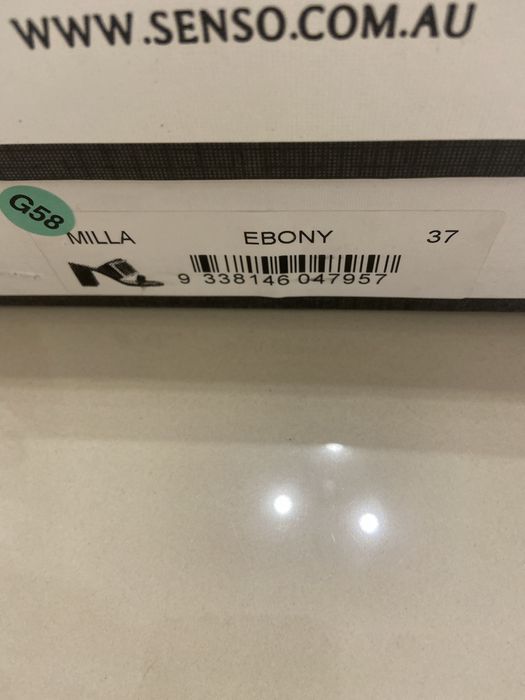 WWW.SENSO.COM.AU
G58
MILLA EBONY 37
9 338146 047957